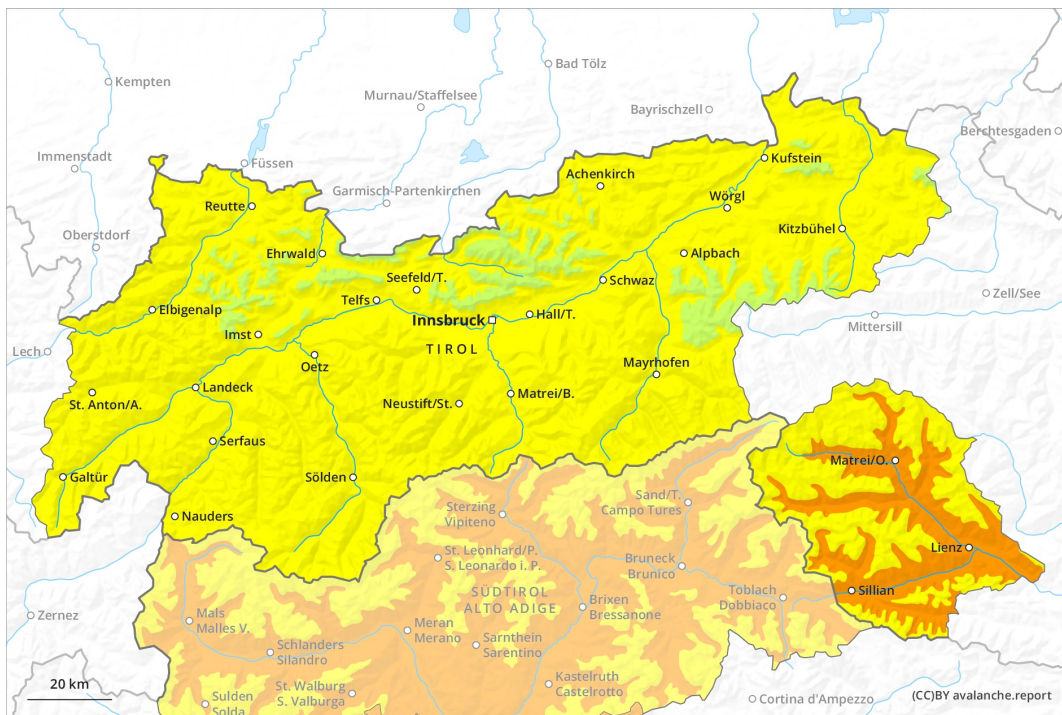 Kempten
Bad Tölz
Murnau/Staffelsee
Bayrischzell
Berchtesgaden
Immenstadt
Füssen
Kufstein
Achenkirch
Garmisch-Partenkirchen
Wörgl
Reutte
Kitzbühel
Oberstdorf
Ehrwald
Alpbach
Seefeld/T.
Schwaz
Zell/See
Telfs
Elbigenalp
Innsbruck
Hall/T.
Mittersill
Imst
TIROL
Lech
Oetz
Mayrhofen
Landeck
Matrei/B.
St. Anton/A.
Neustift/St.
Serfaus
Matrei/O.
Galtür
Sölden
Sand/T.
Campo Tures
Sterzing
Vipiteno
Nauders
Lienz
St. Leonhard/P.
S. Leonardo i. P.
Bruneck
Brunico
Sillian
SÜDTIROL
ALTO ADIGE
Toblach
Dobbiaco
Brixen
Bressanone
Zernez
Mals
Malles V.
Meran
Merano
Sarnthein
Sarentino
Schlanders
Silandro
Kastelruth
Castelrotto
20 km
St. Walburg
S. Valburga
Sulden
Solda
Cortina d'Ampezzo
(CC)BY avalanche.report